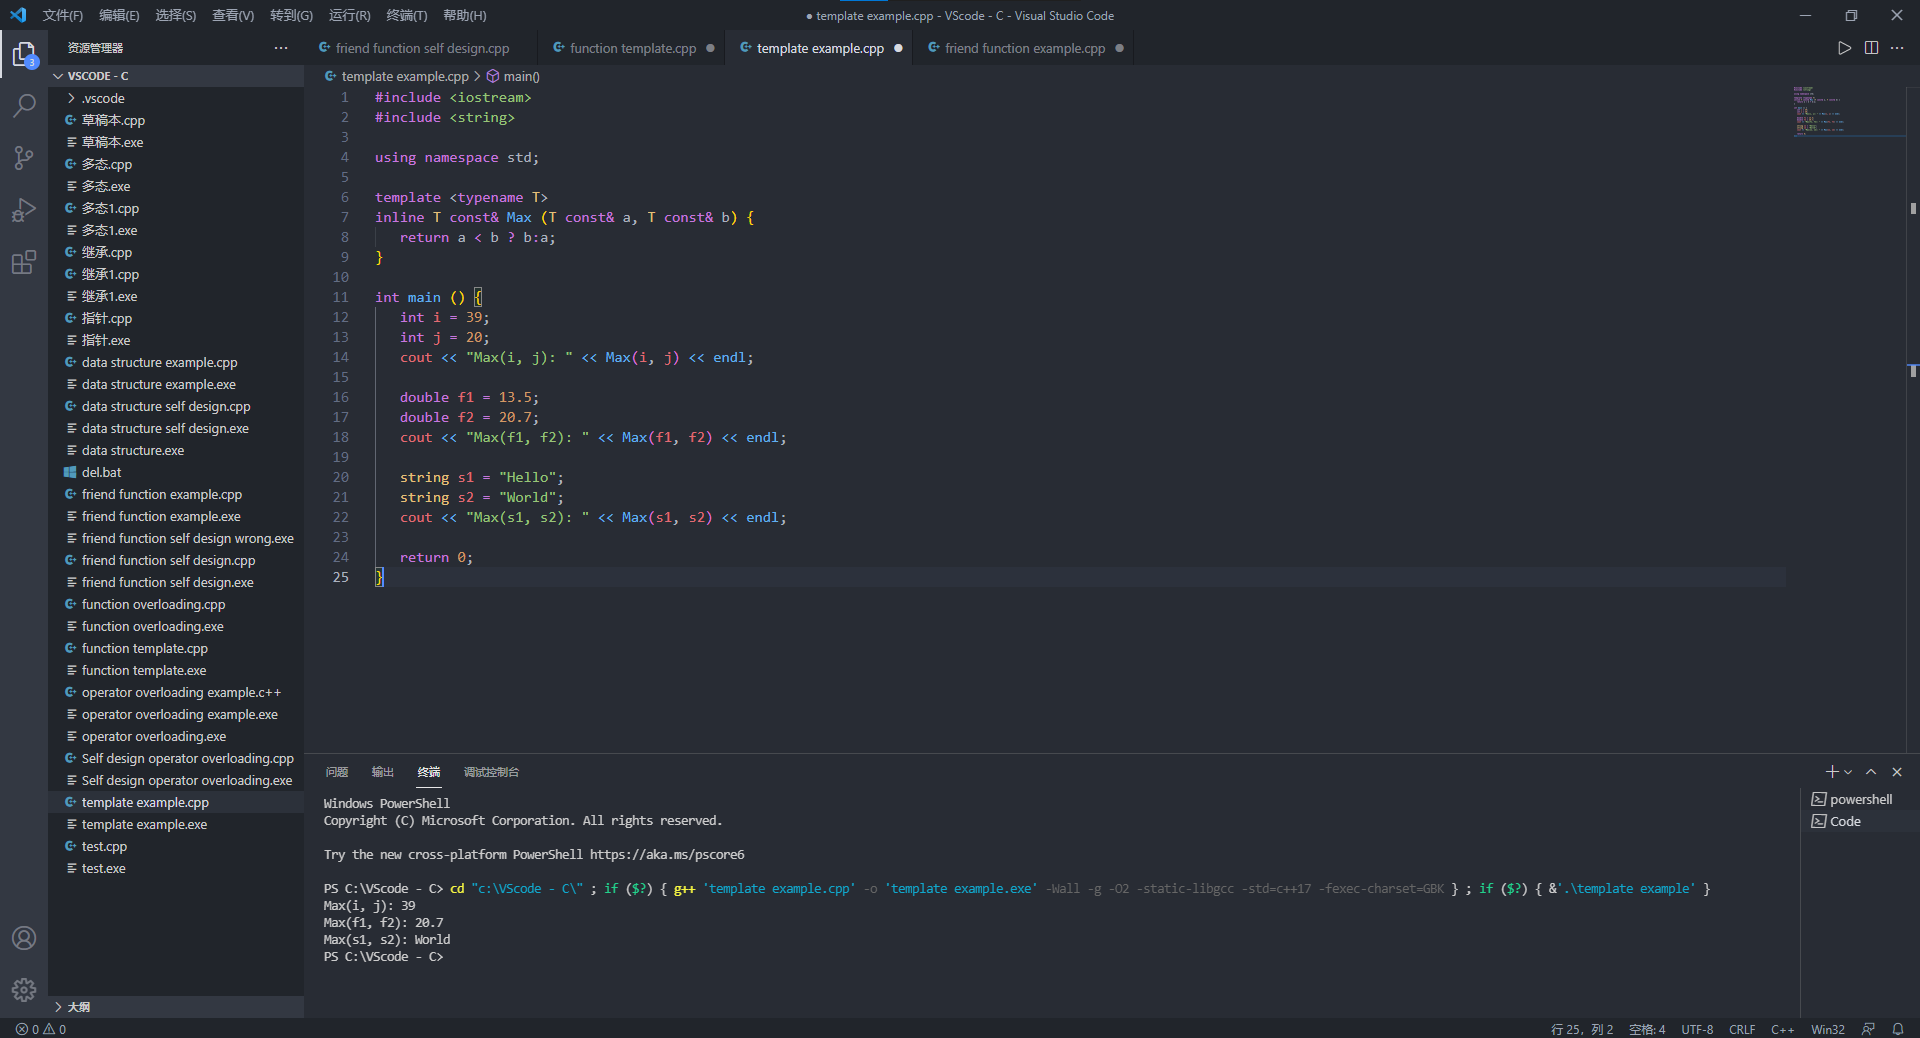 文件(F) 编辑(E) 选择(S) 查看(V) 转到(G) 运行(R) 终端(T) 帮助(H) ● template example.cpp - VScode - C - Visual Studio Code
资源管理器 ···
friend function self design.cpp function template.cpp ● template example.cpp ● friend function example.cpp ●
3
VSCODE - C
.vscode
草稿本.cpp
草稿本.exe
多态.cpp
多态.exe
多态1.cpp
多态1.exe
继承.cpp
继承1.cpp
继承1.exe
指针.cpp
指针.exe
data structure example.cpp
data structure example.exe
data structure self design.cpp
data structure self design.exe
data structure.exe
del.bat
friend function example.cpp
friend function example.exe
friend function self design wrong.exe
friend function self design.cpp
friend function self design.exe
function overloading.cpp
function overloading.exe
function template.cpp
function template.exe
operator overloading example.c++
operator overloading example.exe
operator overloading.exe
Self design operator overloading.cpp
Self design operator overloading.exe
template example.cpp
template example.exe
test.cpp
test.exe
大纲
template example.cpp > main()
1 #include <iostream>
2 #include <string>
3
4 using namespace std;
5
6 template <typename T>
7 inline T const& Max (T const& a, T const& b) {
8 return a < b ? b:a;
9 }
10
11 int main () {
12 int i = 39;
13 int j = 20;
14 cout << "Max(i, j): " << Max(i, j) << endl;
15
16 double f1 = 13.5;
17 double f2 = 20.7;
18 cout << "Max(f1, f2): " << Max(f1, f2) << endl;
19
20 string s1 = "Hello";
21 string s2 = "World";
22 cout << "Max(s1, s2): " << Max(s1, s2) << endl;
23
24 return 0;
25 }
问题 输出 终端 调试控制台
Windows PowerShell
Copyright (C) Microsoft Corporation. All rights reserved.
Try the new cross-platform PowerShell https://aka.ms/pscore6
PS C:\VScode - C> cd "c:\VScode - C\" ; if ($?) { g++ 'template example.cpp' -o 'template example.exe' -Wall -g -O2 -static-libgcc -std=c++17 -fexec-charset=GBK } ; if ($?) { &'.\template example' }
Max(i, j): 39
Max(f1, f2): 20.7
Max(s1, s2): World
PS C:\VScode - C>
powershell
Code
0 0 行 25，列 2 空格: 4 UTF-8 CRLF C++ Win32